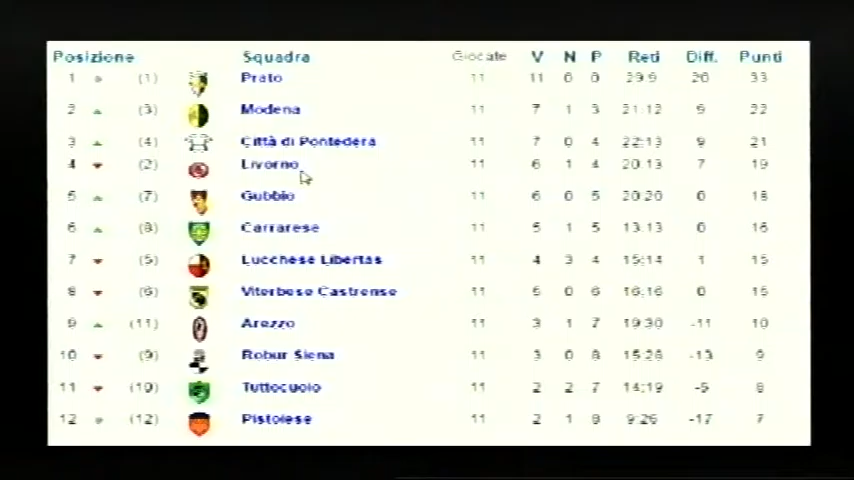 Posizione Squadra Giocate V N P Reti Diff. Punti
1 (1) Prato 11 11 0 0 29:9 20 33
2 (3) Modena 11 7 1 3 21:12 9 22
3 (4) Città di Pontedera 11 7 0 4 22:13 9 21
4 (2) Livorno 11 6 1 4 20:13 7 19
5 (7) Gubbio 11 6 0 5 20:20 0 18
6 (8) Carrarese 11 5 1 5 13:13 0 16
7 (5) Lucchese Libertas 11 4 3 4 15:14 1 15
8 (6) Viterbese Castrense 11 5 0 6 16:16 0 15
9 (11) Arezzo 11 3 1 7 19:30 -11 10
10 (9) Robur Siena 11 3 0 8 15:28 -13 9
11 (10) Tuttocuoio 11 2 2 7 14:19 -5 8
12 (12) Pistoiese 11 2 1 8 9:26 -17 7